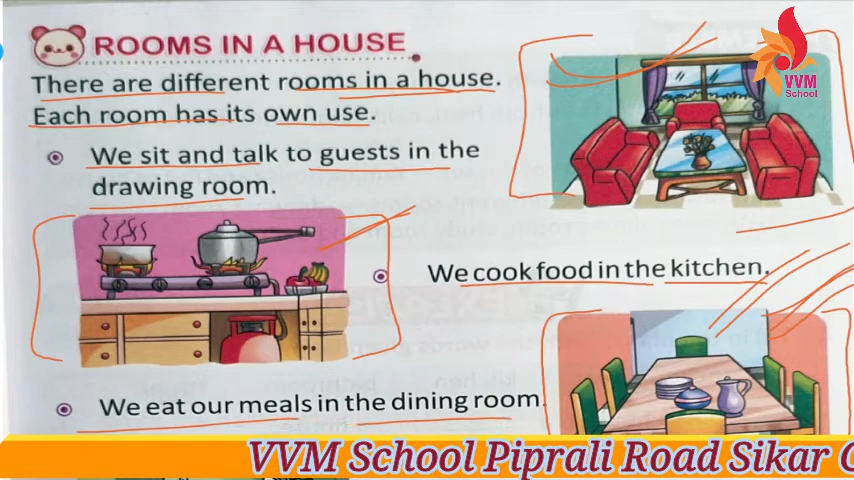 ROOMS IN A HOUSE
There are different rooms in a house.
Each room has its own use.
We sit and talk to guests in the
drawing room.
We cook food in the kitchen.
We eat our meals in the dining room.
VVM
School
VVM School Piprali Road Sikar